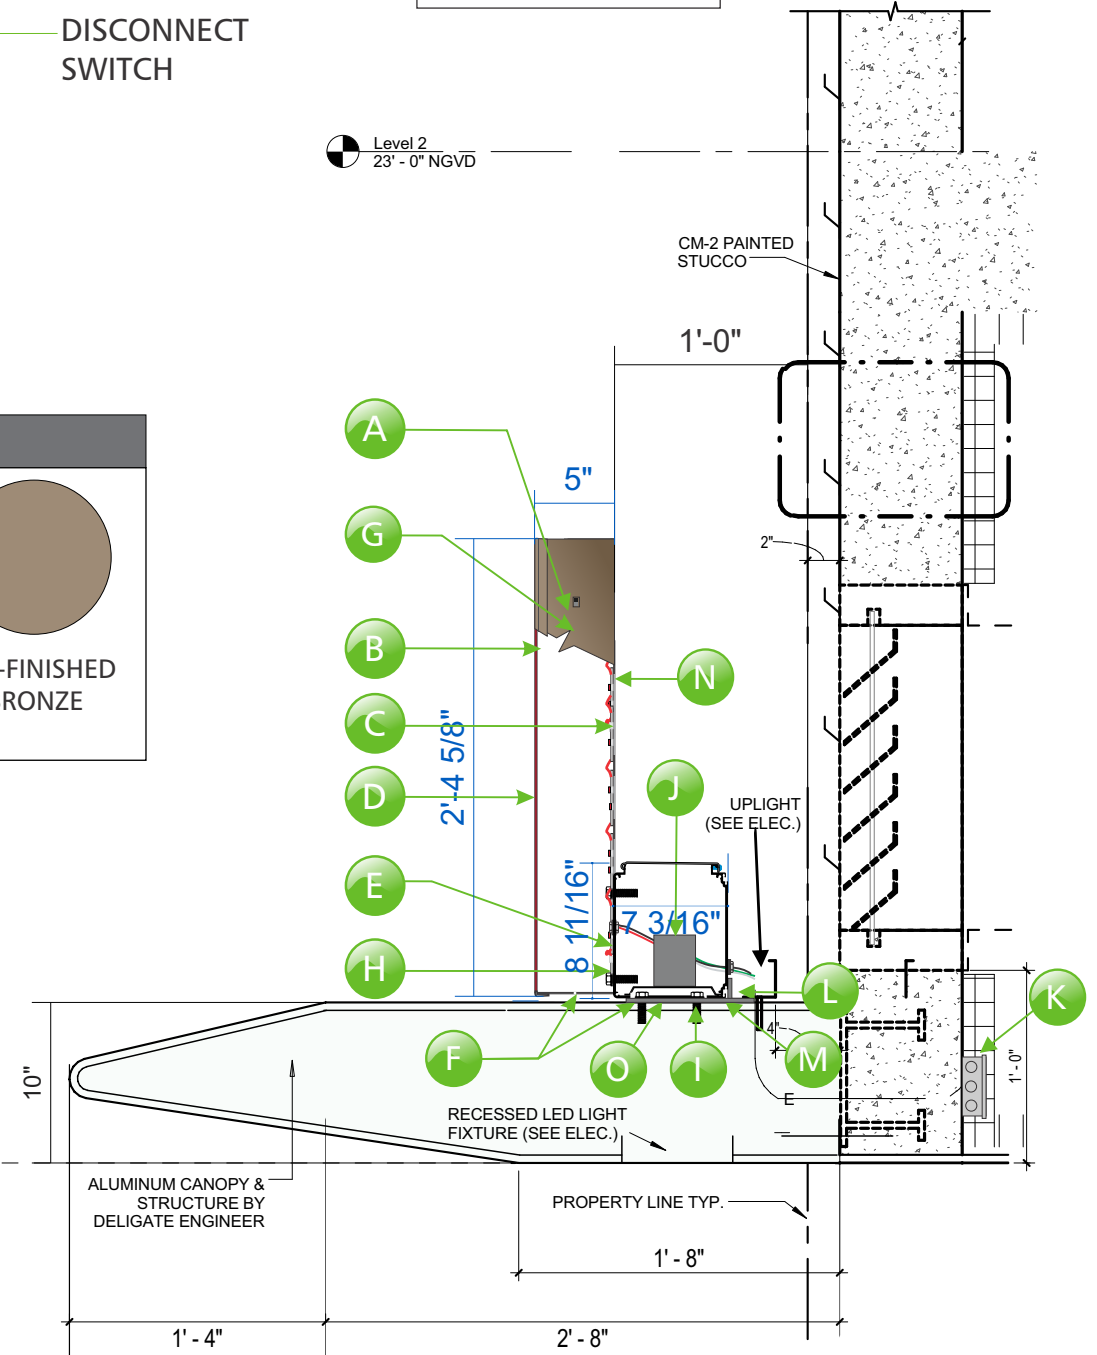 DISCONNECT
SWITCH
Level 2
23' - 0" NGVD
CM-2 PAINTED
STUCCO
1'-0"
A
5"
G
2"
B
-FINISHED
RONZE
N
C
2'-4 5/8"
D
J
UPLIGHT
(SEE ELEC.)
E
8 11/16"
7 3/16"
H
L
K
4"
F
O
I
M
1' - 0"
10"
E
RECESSED LED LIGHT
FIXTURE (SEE ELEC.)
ALUMINUM CANOPY &
STRUCTURE BY
DELIGATE ENGINEER
PROPERTY LINE TYP.
1' - 8"
1' - 4"
2' - 8"